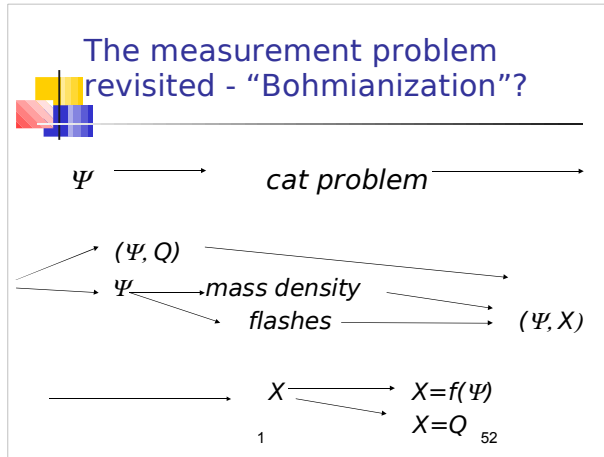 The measurement problem
revisited - “Bohmianization”?
Ψ cat problem
(Ψ, Q)
Ψ mass density
flashes (Ψ, X)
X X=f(Ψ)
X=Q
1 52